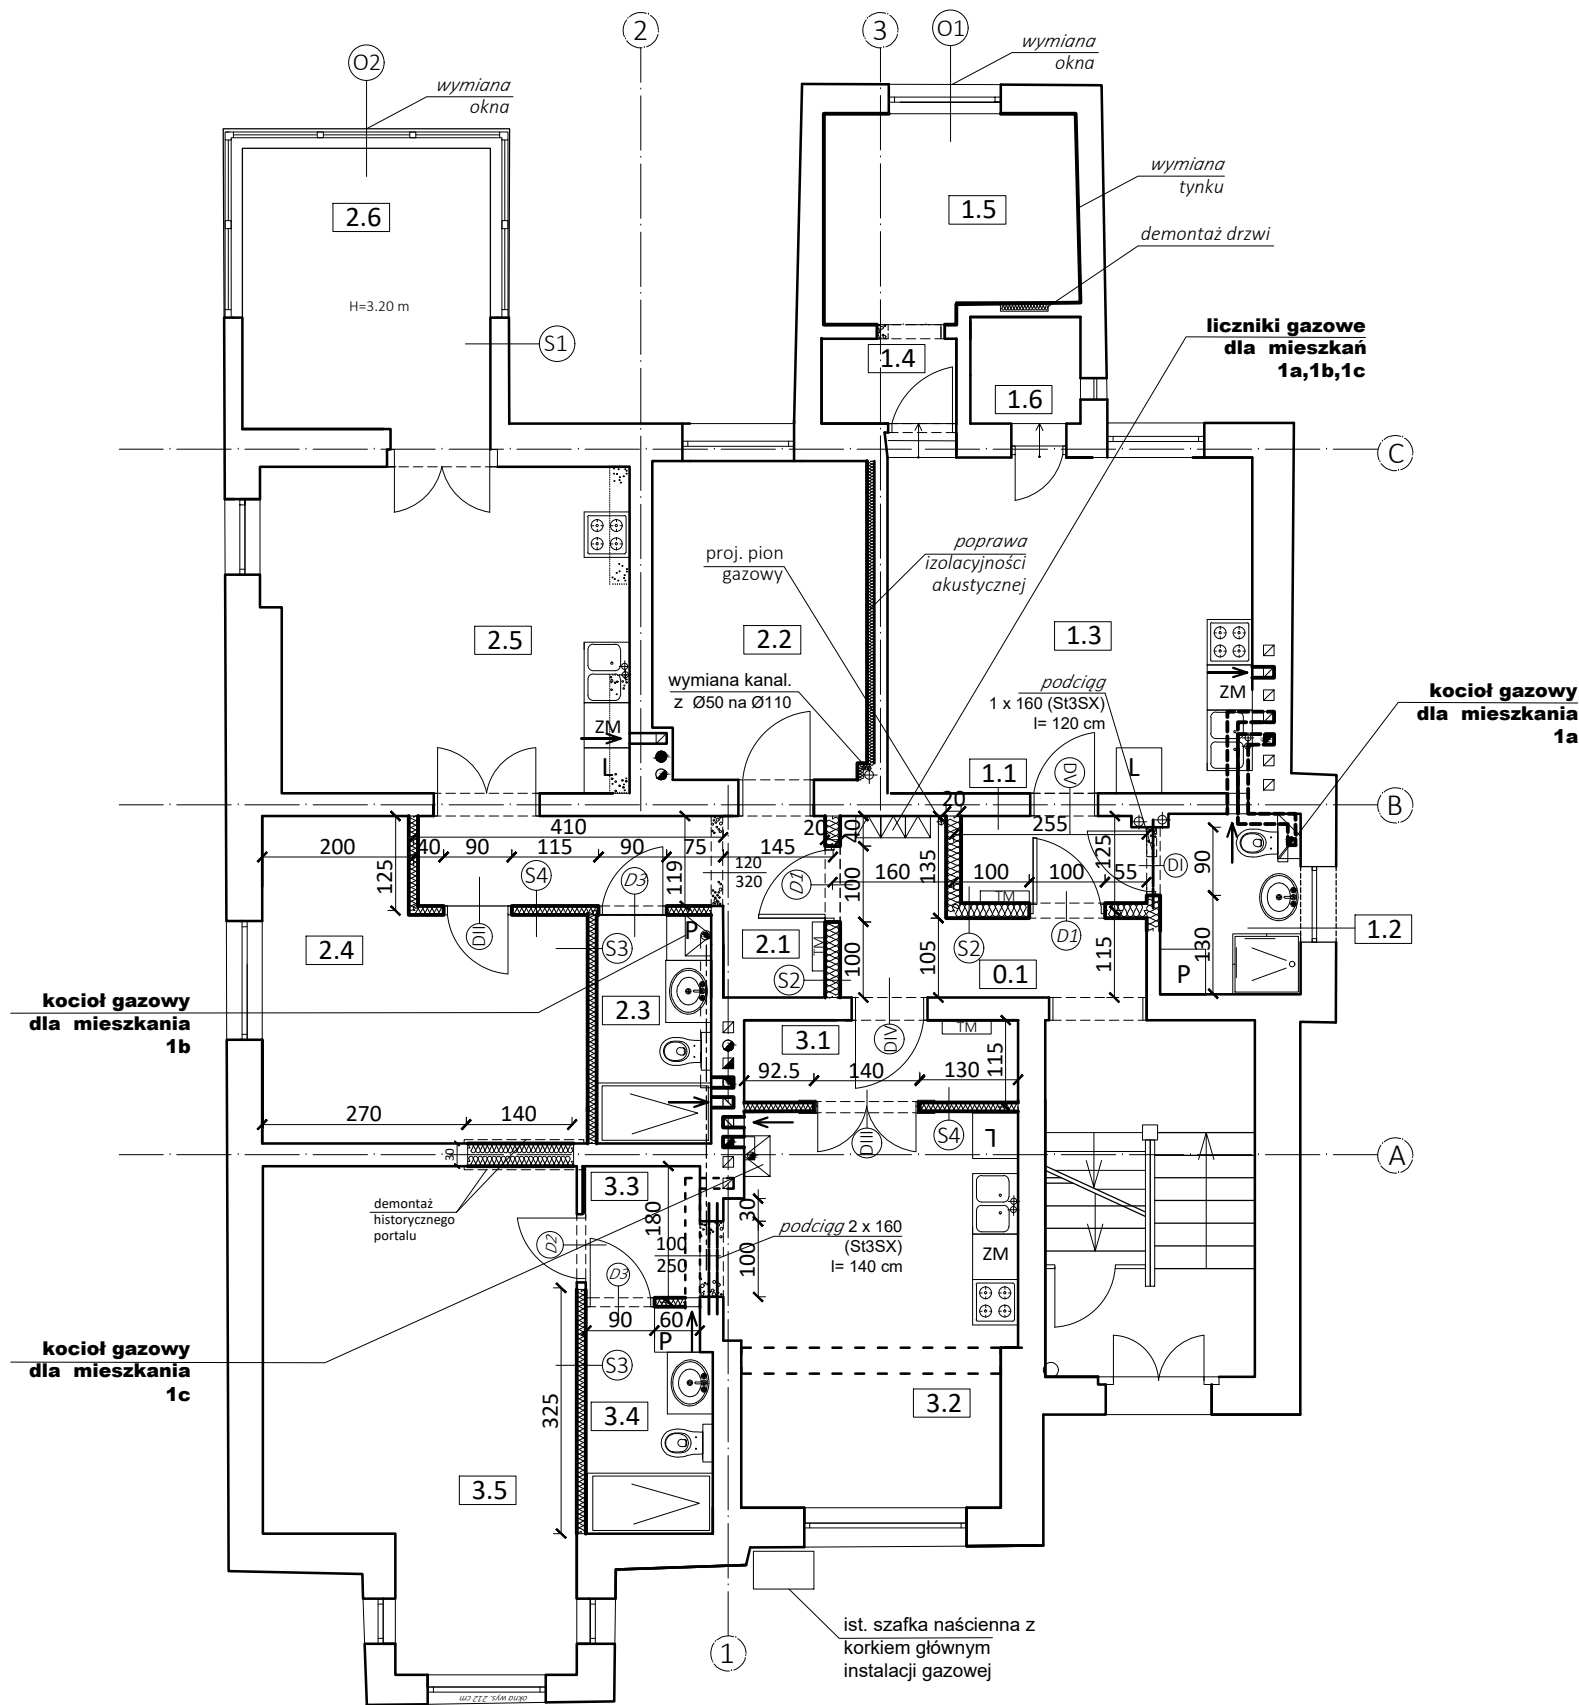 2
3
O1
wymiana
okna
O2
wymiana
okna
wymiana
tynku
1.5
2.6
demontaż drzwi
H=3.20 m
S1
liczniki gazowe
dla mieszkań
1a,1b,1c
1.4
1.6
C
proj. pion
gazowy
poprawa
izolacyjności
akustycznej
2.5
2.2
1.3
wymiana kanal.
z Ø50 na Ø110
podciąg
1 x 160 (St3SX)
l= 120 cm
ZM
kocioł gazowy
dla mieszkania
1a
ZM
L
1.1
DV
L
B
20
410
20
40
255
200
40
90
115
90
75
145
125
S4
D3
119
120
320
D1
100
160
135
100
100
125
55
DI
90
TM
DII
2.4
S3
P
2.1
TM
S2
100
105
S2
D1
0.1
115
130
P
1.2
kocioł gazowy
dla mieszkania
1b
2.3
3.1
DIV
TM
92.5
140
130
115
270
140
DIII
S4
L
A
30
demontaż
historycznego
portalu
3.3
180
D2
D3
100
250
30
100
podciąg 2 x 160
(St3SX)
l= 140 cm
ZM
90
60
P
kocioł gazowy
dla mieszkania
1c
S3
325
3.4
3.2
3.5
1
ist. szafka naścienna z
korkiem głównym
instalacji gazowej
okna wys. 212 cm